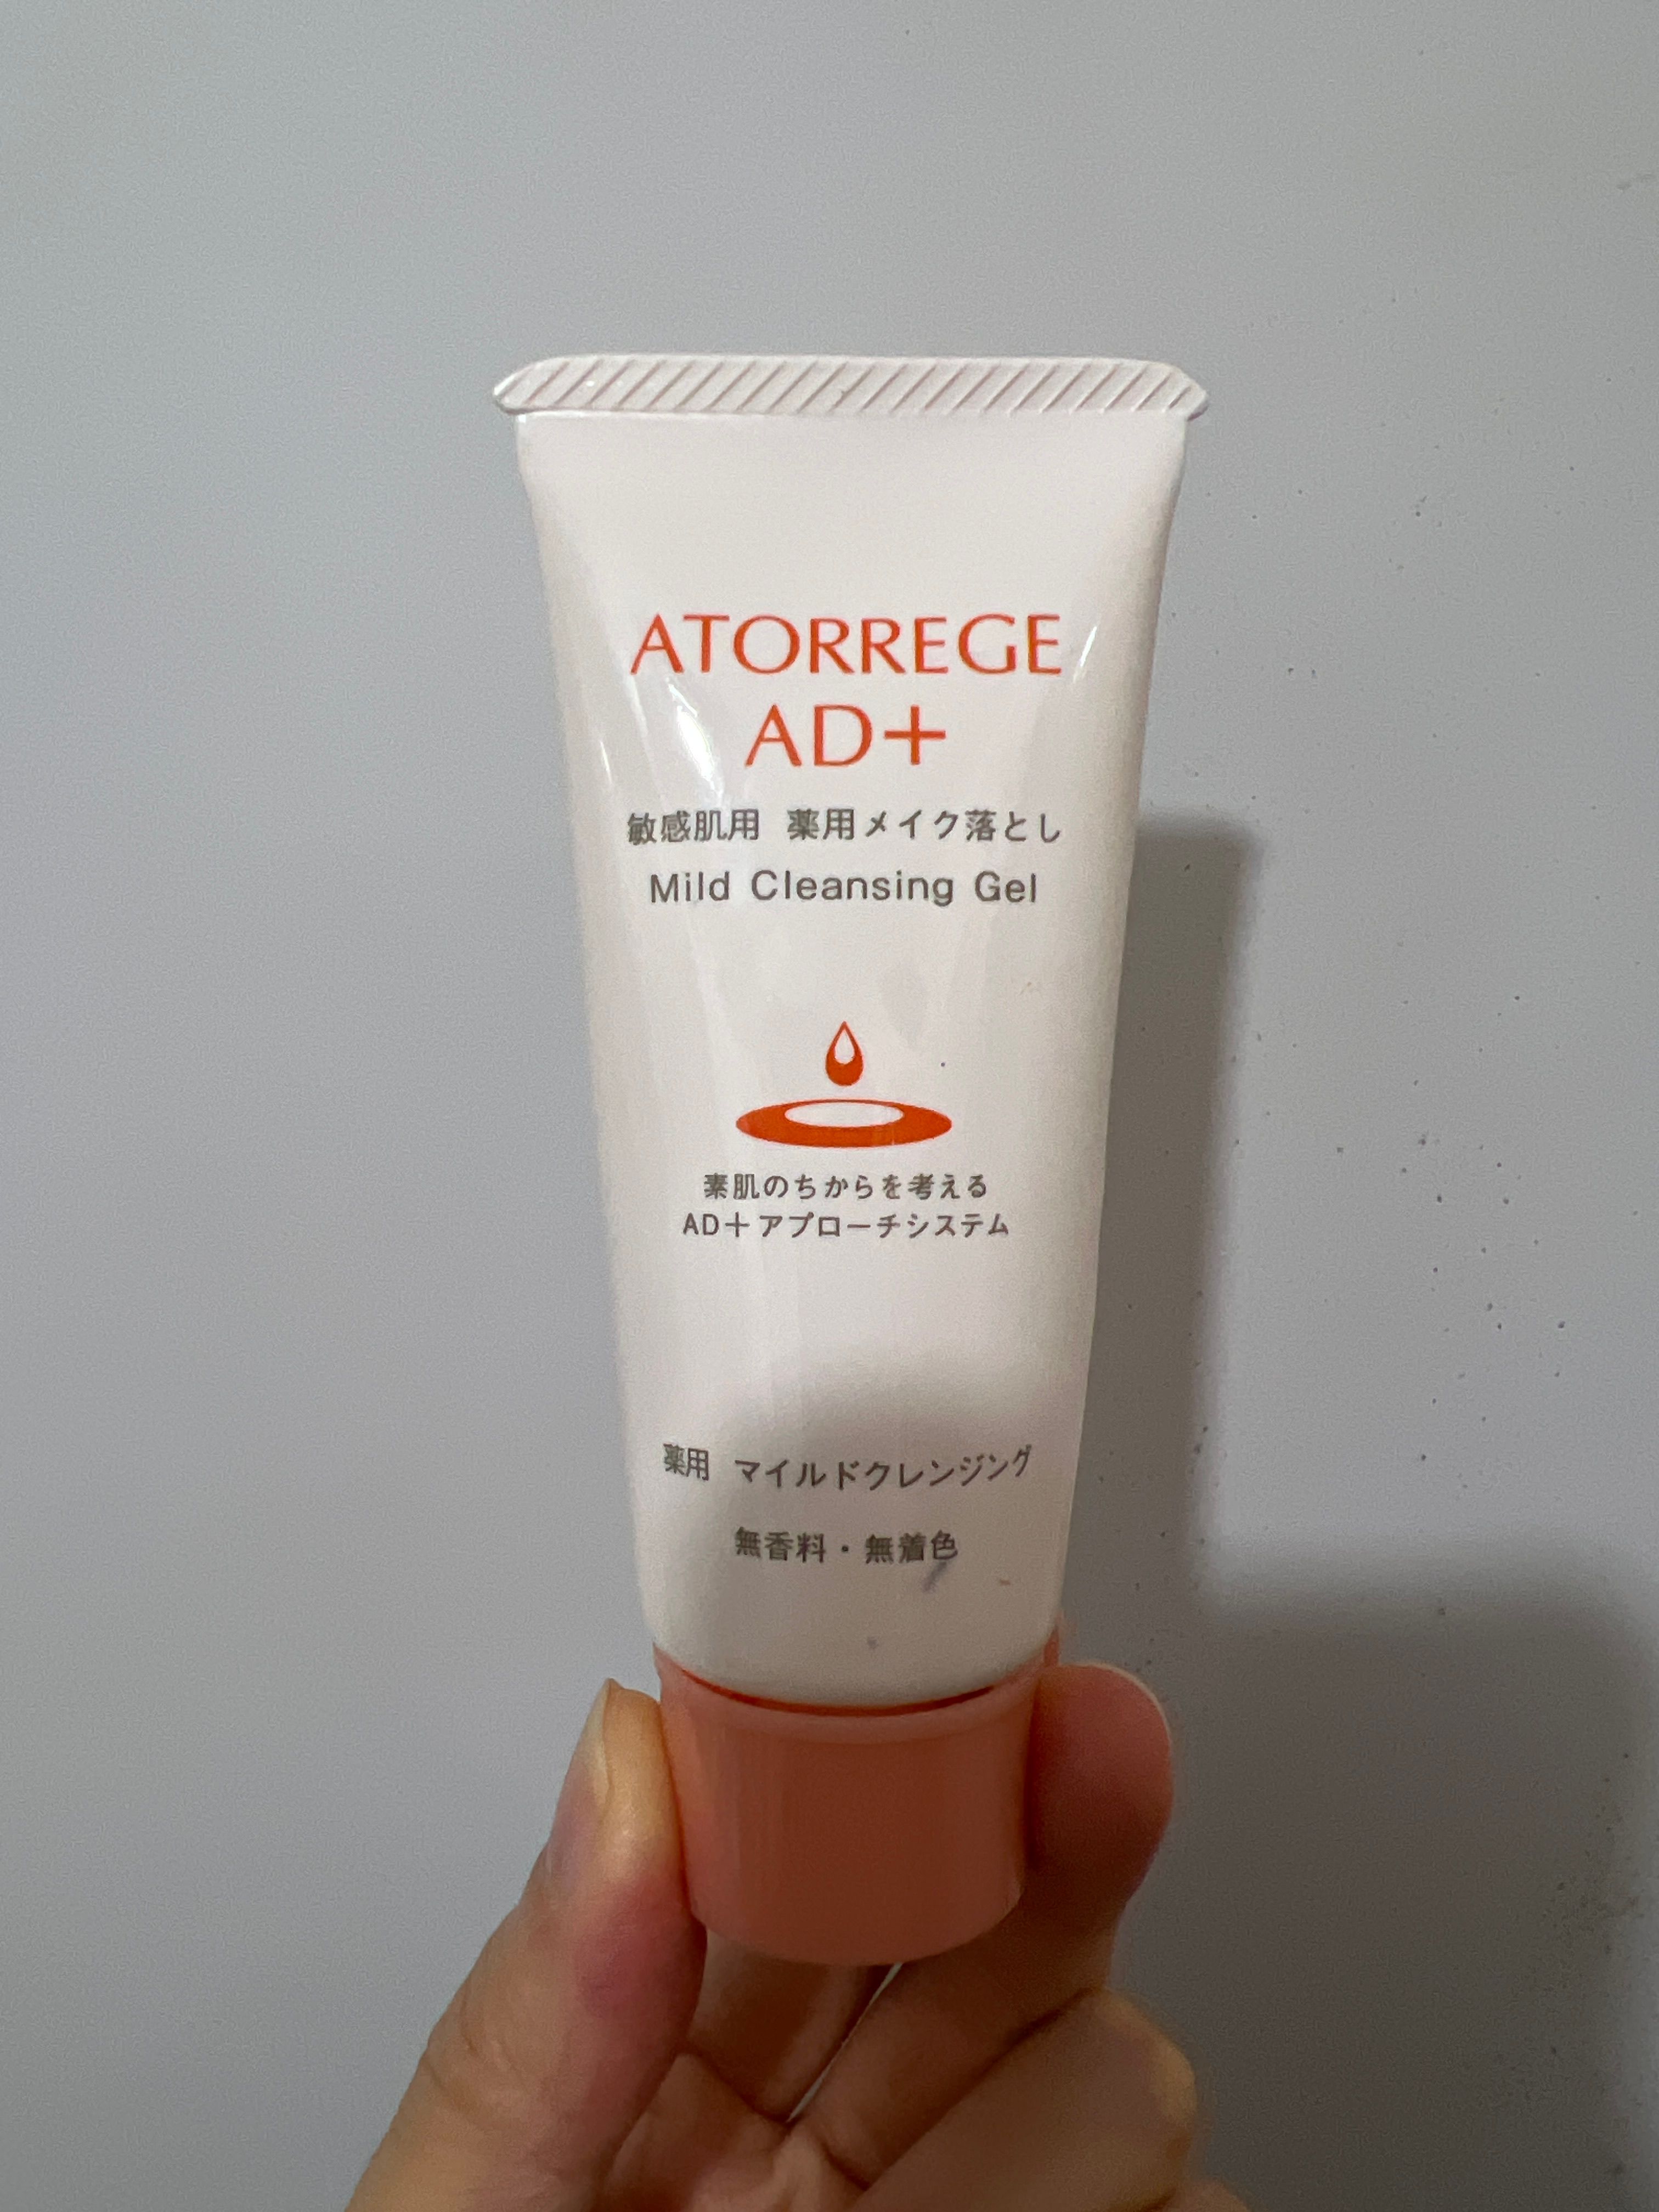 ATORREGE
AD+
敏感肌用 薬用メイク落とし
Mild Cleansing Gel
素肌のちからを考える
AD+アプローチシステム
薬用 マイルドクレンジング
無香料・無着色